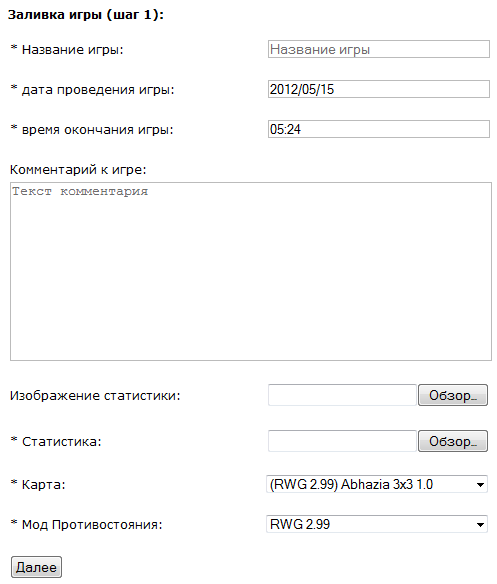 Заливка игры (шаг 1):
* Название игры: Название игры
* дата проведения игры: 2012/05/15
* время окончания игры: 05:24
Комментарий к игре:
Текст комментария
Изображение статистики: Обзор...
* Статистика: Обзор...
* Карта: (RWG 2.99) Abhazia 3x3 1.0
* Мод Противостояния: RWG 2.99
Далее